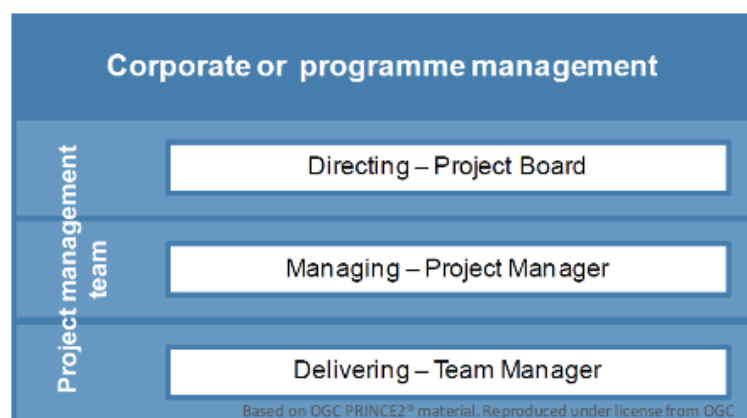 Corporate or programme management
Project management
team
Directing – Project Board
Managing – Project Manager
Delivering – Team Manager
Based on OGC PRINCE2® material. Reproduced under license from OGC